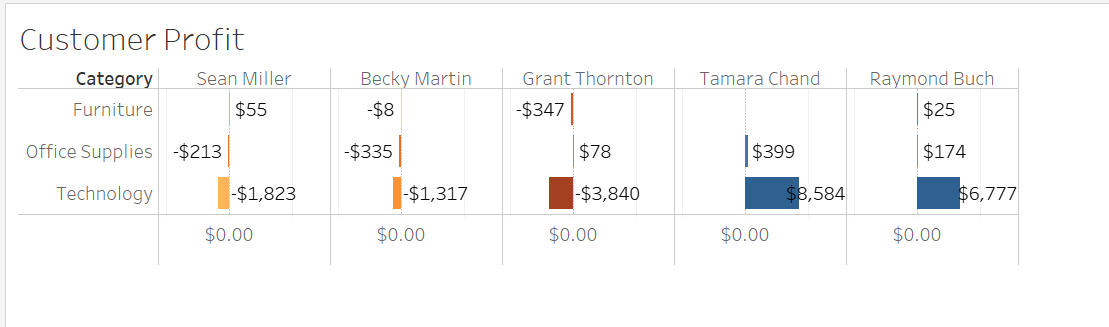 Customer Profit
Category Sean Miller Becky Martin Grant Thornton Tamara Chand Raymond Buch
Furniture $55 -$8 -$347 $25
Office Supplies -$213 -$335 $78 $399 $174
Technology -$1,823 -$1,317 -$3,840 $8,584 $6,777
$0.00 $0.00 $0.00 $0.00 $0.00